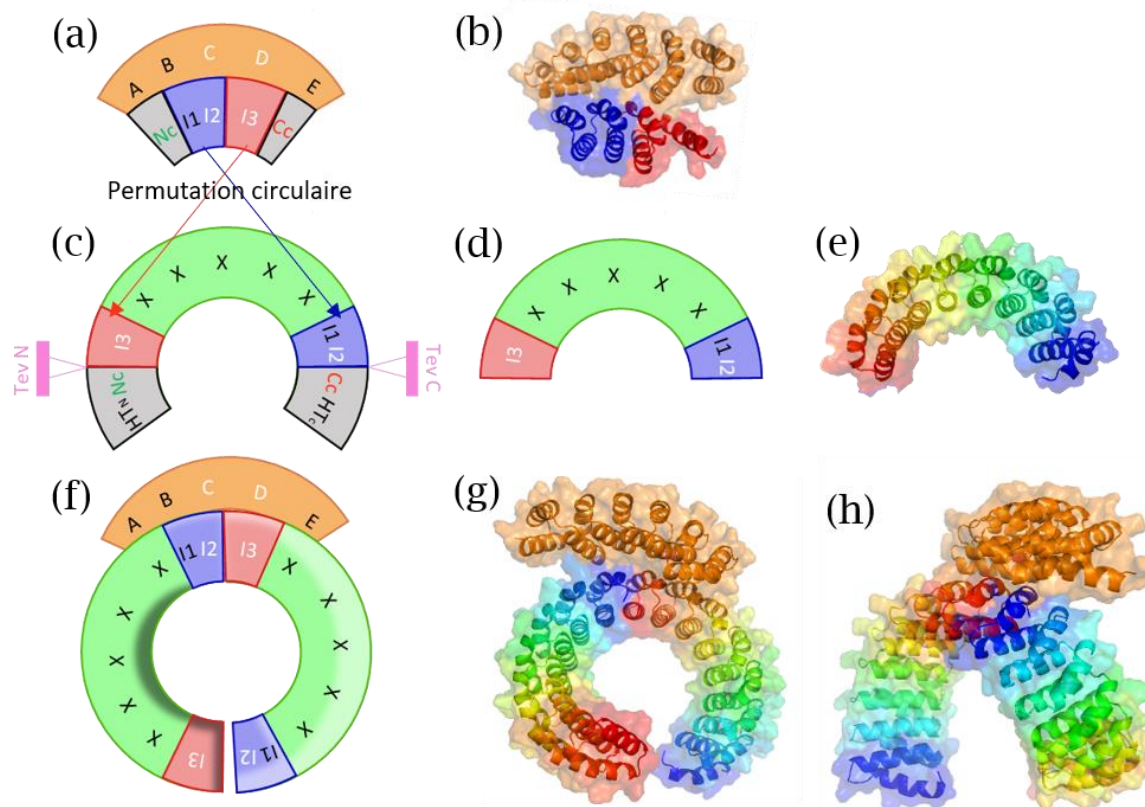 (a)
A B C D E
Nc I1 I2 I3 Cc
(b)
Permutation circulaire
(c)
X X X X X
I3 I1 I2
Tev N
HTN Nc
Cc HTc
Tev C
(d)
X X X X X
I3 I1 I2
(e)
(f)
A B C D E
I1 I2 I3
X X
X X
X X
X X
X X
I3 I2 I1
(g)
(h)